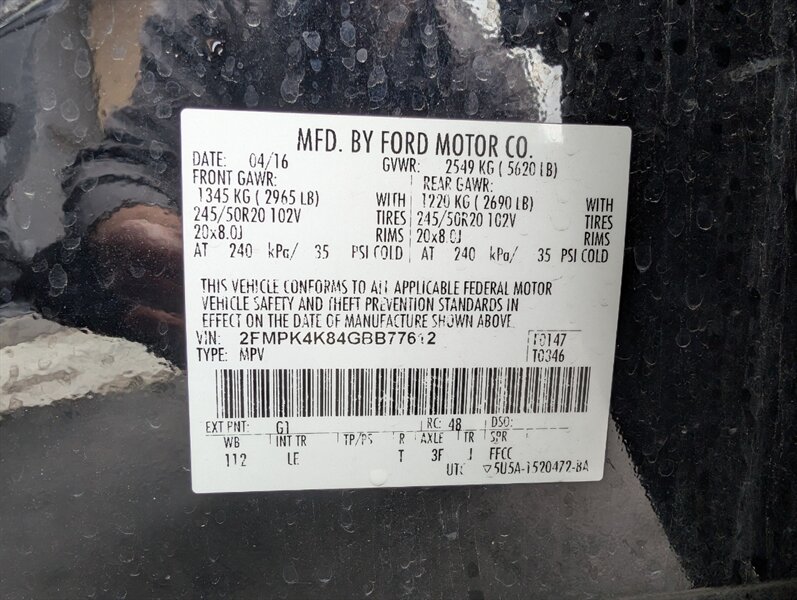 MFD. BY FORD MOTOR CO.
DATE: 04/16 GVWR: 2549 KG ( 5620 LB)
FRONT GAWR: REAR GAWR:
1345 KG ( 2965 LB) WITH 1220 KG ( 2690 LB) WITH
245/50R20 102V TIRES 245/50R20 102V TIRES
20x8.0J RIMS 20x8.0J RIMS
AT 240 kPa/ 35 PSI COLD AT 240 kPa/ 35 PSI COLD
THIS VEHICLE CONFORMS TO ALL APPLICABLE FEDERAL MOTOR
VEHICLE SAFETY AND THEFT PREVENTION STANDARDS IN
EFFECT ON THE DATE OF MANUFACTURE SHOWN ABOVE.
VIN: T0147
TYPE: MPV T0346
EXT PNT: G1 RC: 48 DSO:
WB INT TR TP/PS R AXLE TR SPR
112 LE T 3F J FFCC
▽5U5A-1520472-BA